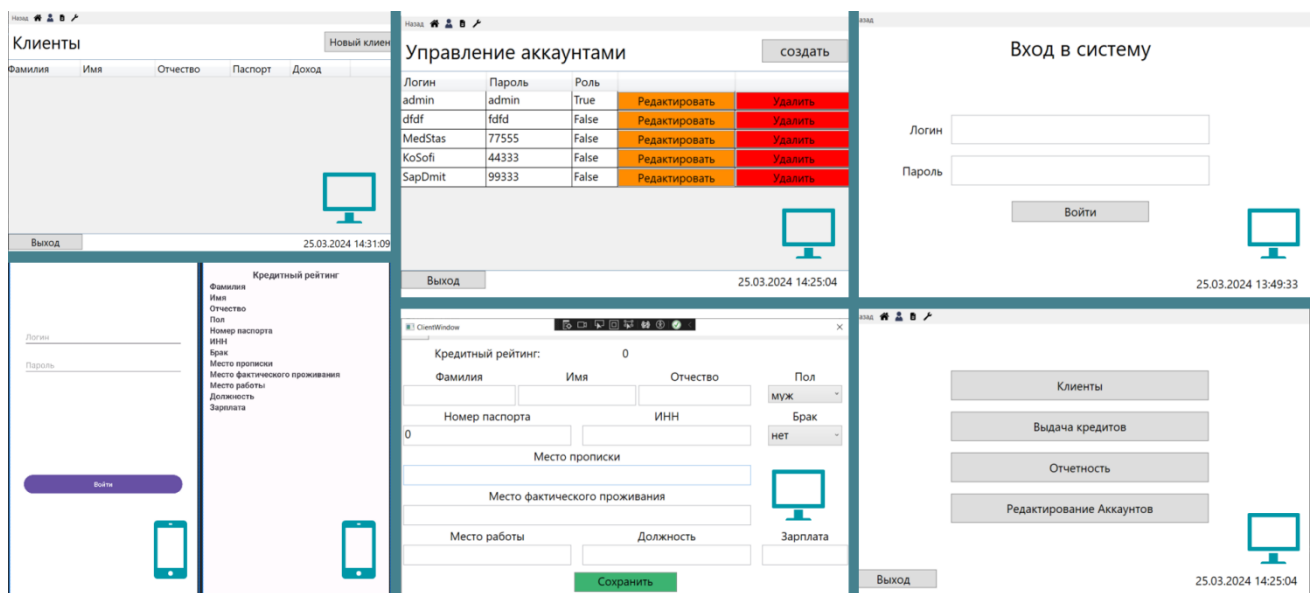 Назад
Клиенты
Новый клиен
Фамилия Имя Отчество Паспорт Доход
Выход 25.03.2024 14:31:09
Назад
Управление аккаунтами
создать
Логин Пароль Роль
admin admin True Редактировать Удалить
dfdf fdfd False Редактировать Удалить
MedStas 77555 False Редактировать Удалить
KoSofi 44333 False Редактировать Удалить
SapDmit 99333 False Редактировать Удалить
Выход 25.03.2024 14:25:04
азад
Вход в систему
Логин
Пароль
Войти
25.03.2024 13:49:33
Логин
Пароль
Войти
Кредитный рейтинг
Фамилия
Имя
Отчество
Пол
Номер паспорта
ИНН
Брак
Место прописки
Место фактического проживания
Место работы
Должность
Зарплата
ClientWindow
Кредитный рейтинг: 0
Фамилия Имя Отчество Пол
муж
Номер паспорта ИНН Брак
0 нет
Место прописки
Место фактического проживания
Место работы Должность Зарплата
Сохранить
азад
Клиенты
Выдача кредитов
Отчетность
Редактирование Аккаунтов
Выход 25.03.2024 14:25:04